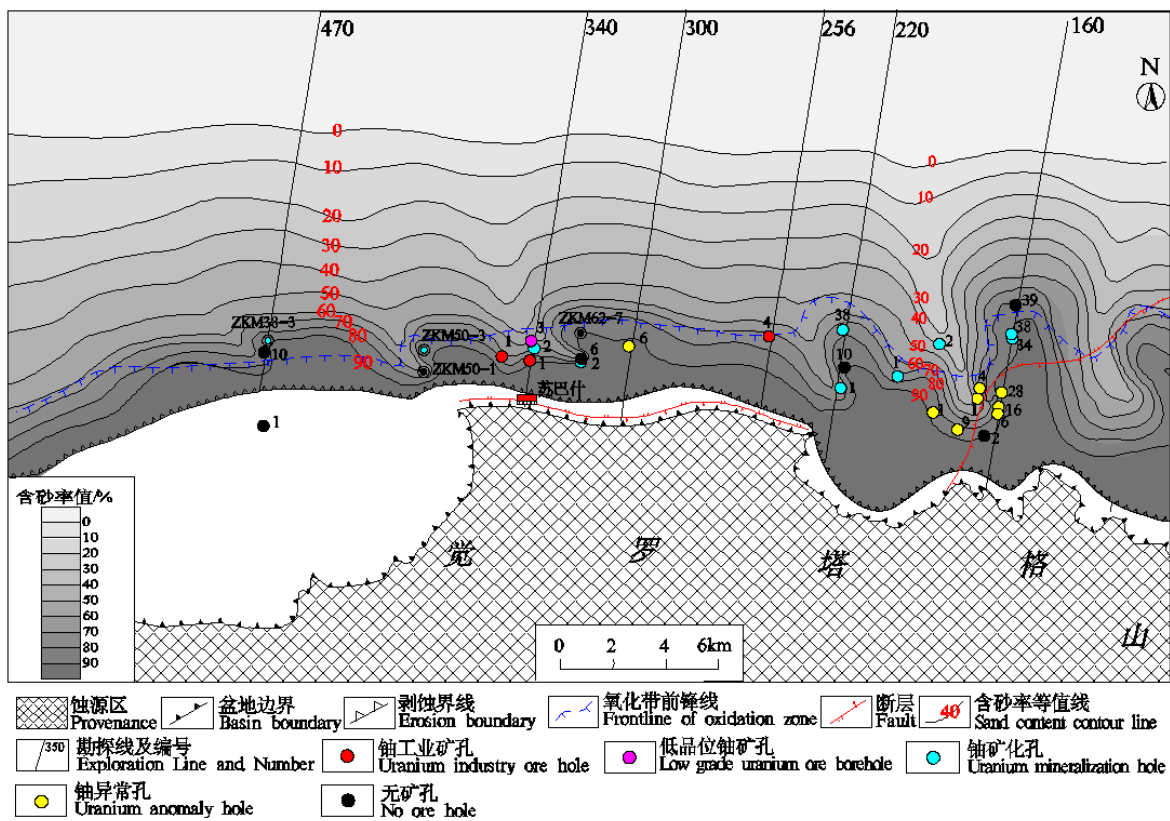 470
340
300
256
220
160
N
0
10
20
30
40
50
60
70
80
90
0
10
20
30
40
50
60
70
80
90
ZKM38-3
10
1
ZKM50-3
ZKM50-1
ZKM62-7
3
2
1
1
6
2
6
4
38
10
1
1
2
1
9
4
1
28
16
6
2
39
38
34
苏巴什
觉罗塔格山
含砂率值/%
0
10
20
30
40
50
60
70
80
90
0 2 4 6km
蚀源区
Provenance
盆地边界
Basin boundary
剥蚀界线
Erosion boundary
氧化带前锋线
Frontline of oxidation zone
断层
Fault
40
含砂率等值线
Sand content contour line
350
勘探线及编号
Exploration Line and Number
铀工业矿孔
Uranium industry ore hole
低品位铀矿孔
Low grade uranium ore borehole
铀矿化孔
Uranium mineralization hole
铀异常孔
Uranium anomaly hole
无矿孔
No ore hole